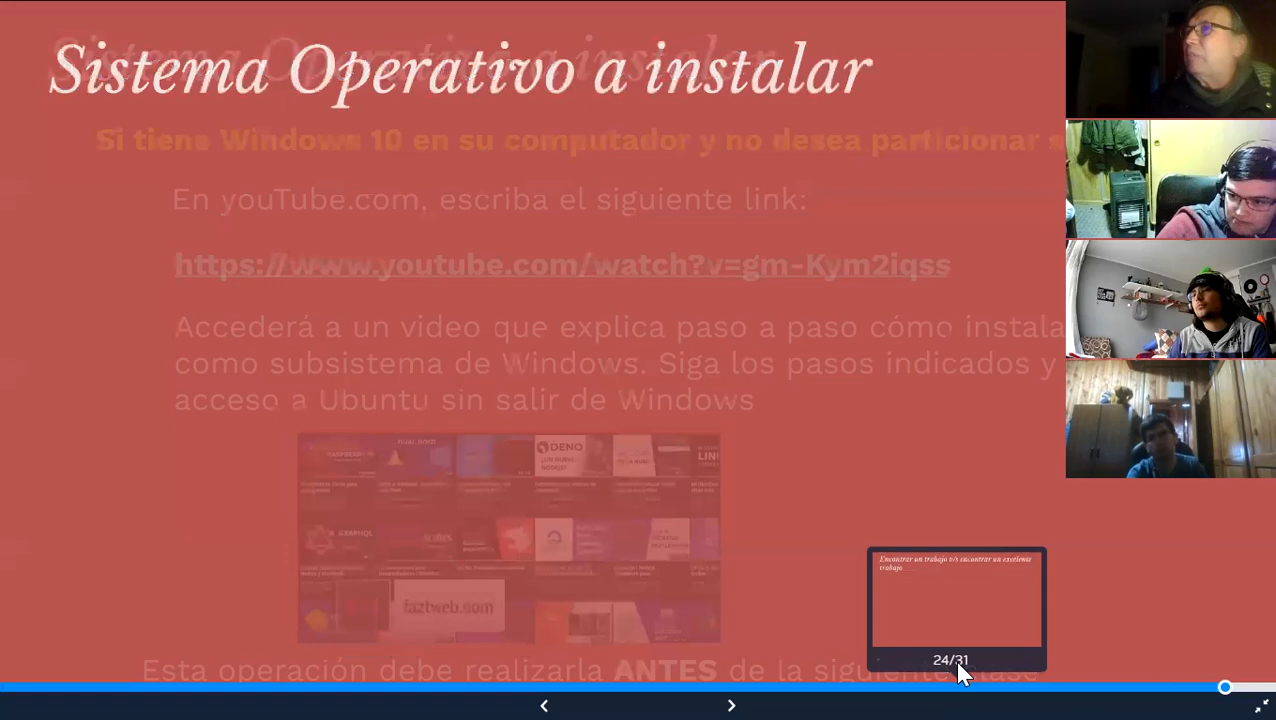 Sistema Operativo a instalar
Si tiene Windows 10 en su computador y no desea particionar
En youTube.com, escriba el siguiente link:
https://www.youtube.com/watch?v=gm-Kym2iqss
Accederá a un video que explica paso a paso cómo instala
como subsistema de Windows. Siga los pasos indicados y
acceso a Ubuntu sin salir de Windows
DENO
GRAPHQL
faztweb.com
Encontrar un trabajo v/s encontrar un excelente
trabajo
24/31
Esta operación debe realizarla ANTES de la siguiente clase